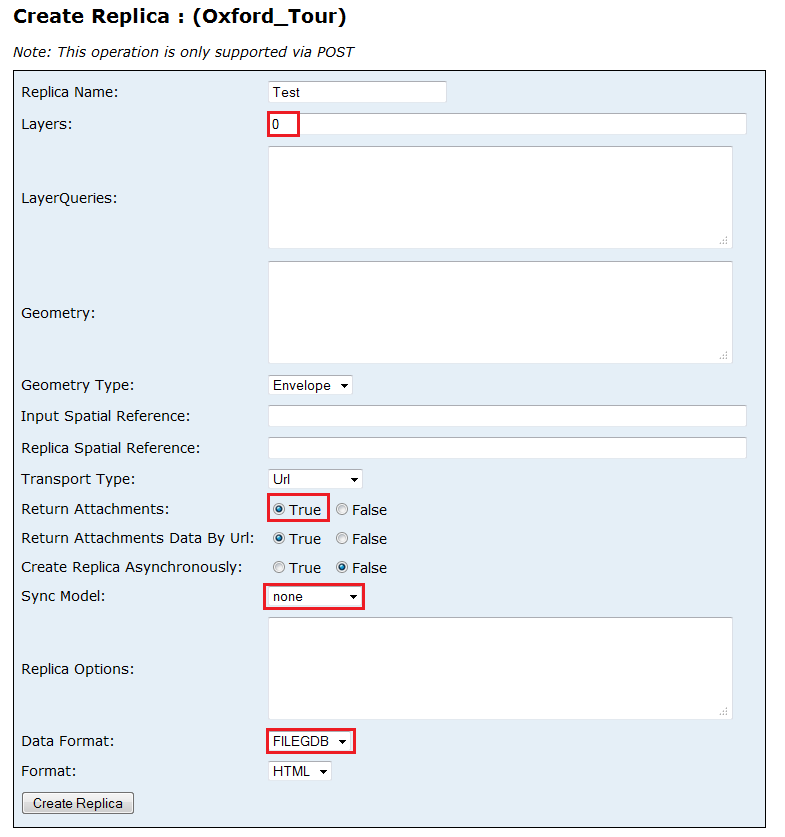 Create Replica : (Oxford_Tour)
Note: This operation is only supported via POST
Replica Name: Test
Layers: 0
LayerQueries:
Geometry:
Geometry Type: Envelope
Input Spatial Reference:
Replica Spatial Reference:
Transport Type: Url
Return Attachments: True False
Return Attachments Data By Url: True False
Create Replica Asynchronously: True False
Sync Model: none
Replica Options:
Data Format: FILEGDB
Format: HTML
Create Replica